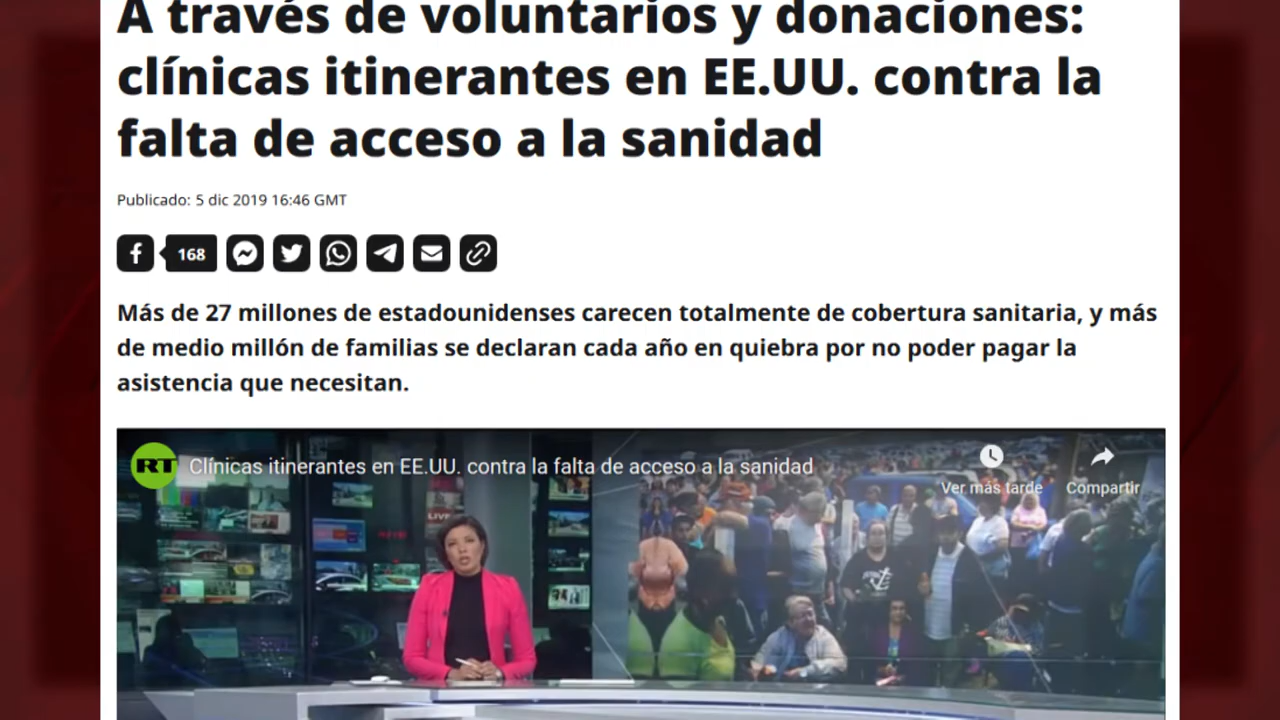 A través de voluntarios y donaciones:
clínicas itinerantes en EE.UU. contra la
falta de acceso a la sanidad
Publicado: 5 dic 2019 16:46 GMT
168
Más de 27 millones de estadounidenses carecen totalmente de cobertura sanitaria, y más
de medio millón de familias se declaran cada año en quiebra por no poder pagar la
asistencia que necesitan.
RT Clínicas itinerantes en EE.UU. contra la falta de acceso a la sanidad
Ver más tarde
Compartir
LIVE